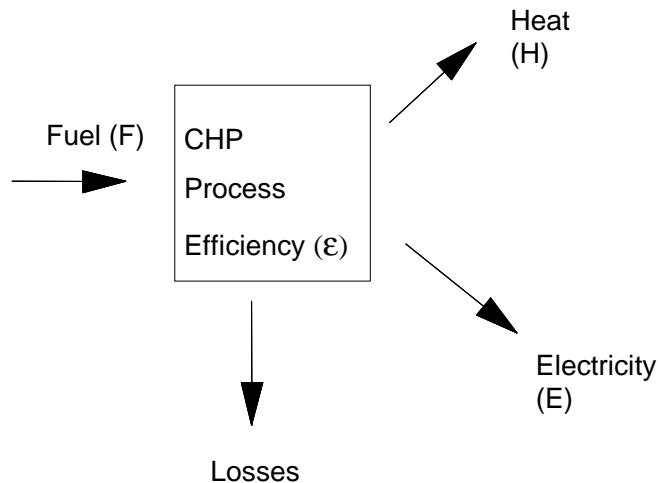 Heat
(H)
Fuel (F)
CHP
Process
Efficiency (ε)
Electricity
(E)
Losses